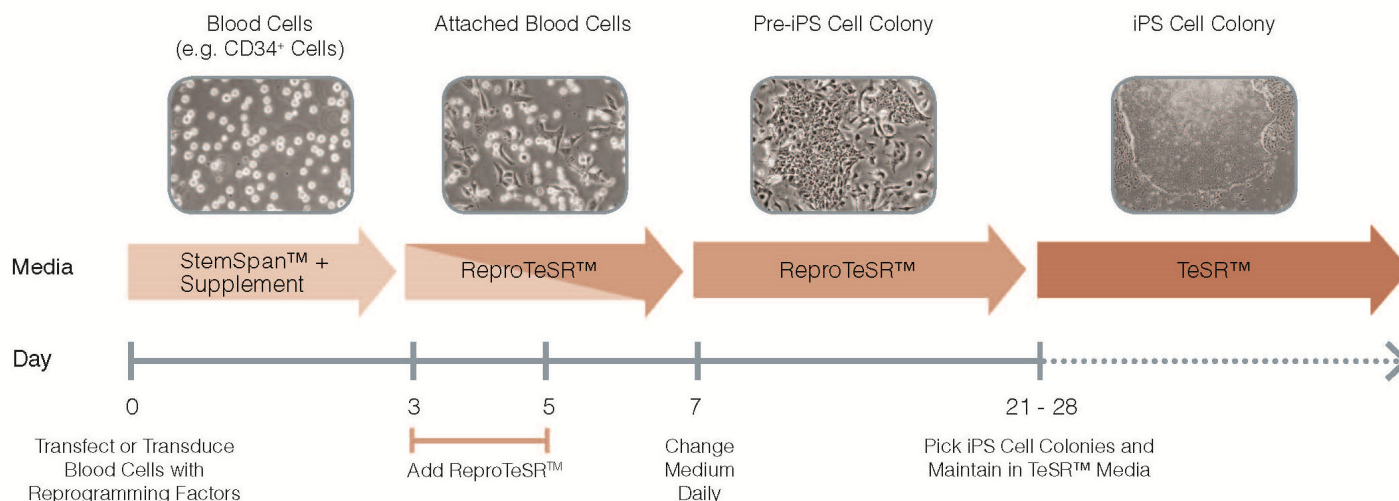 Blood Cells
(e.g. CD34⁺ Cells)
Attached Blood Cells
Pre-iPS Cell Colony
iPS Cell Colony
Media
StemSpan™ +
Supplement
ReproTeSR™
ReproTeSR™
TeSR™
Day
0
3
5
7
21 - 28
Transfect or Transduce
Blood Cells with
Reprogramming Factors
Add ReproTeSR™
Change
Medium
Daily
Pick iPS Cell Colonies and
Maintain in TeSR™ Media